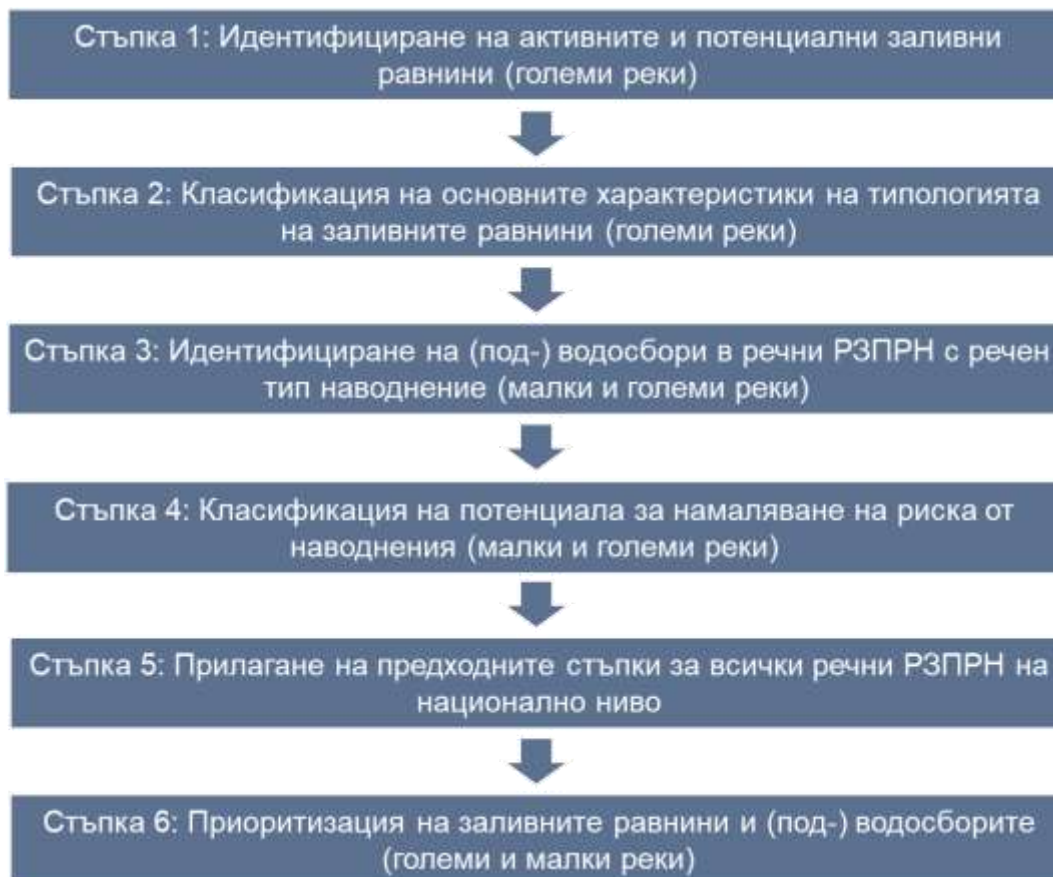 Стъпка 1: Идентифициране на активните и потенциални заливни
равнини (големи реки)
Стъпка 2: Класификация на основните характеристики на типологията
на заливните равнини (големи реки)
Стъпка 3: Идентифициране на (под-) водосбори в речни РЗПРН с речен
тип наводнение (малки и големи реки)
Стъпка 4: Класификация на потенциала за намаляване на риска от
наводнения (малки и големи реки)
Стъпка 5: Прилагане на предходните стъпки за всички речни РЗПРН на
национално ниво
Стъпка 6: Приоритизация на заливните равнини и (под-) водосборите
(големи и малки реки)